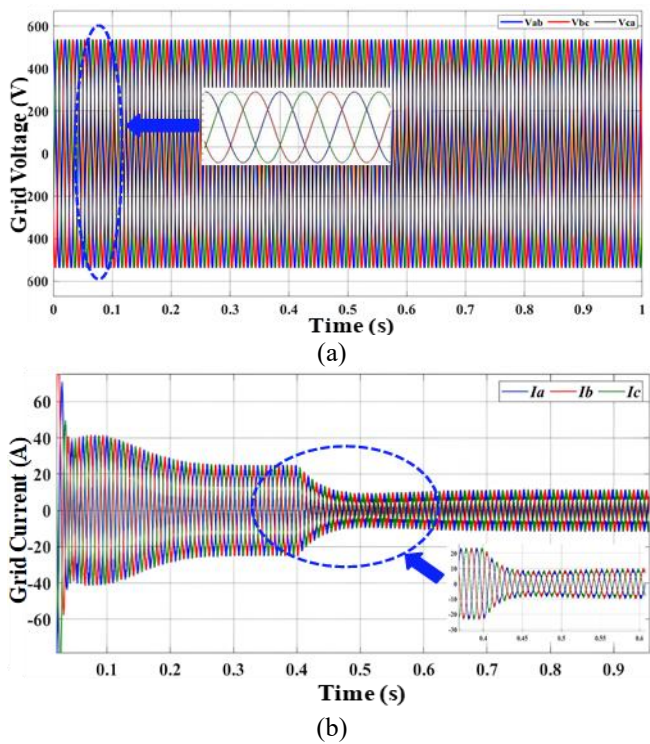 600
Vab Vbc Vca
400
200
0
200
400
600
Grid Voltage (V)
0 0.1 0.2 0.3 0.4 0.5 0.6 0.7 0.8 0.9 1
Time (s)
(a)
60
Ia Ib Ic
40
20
0
-20
-40
-60
Grid Current (A)
20
10
0
-10
-20
-30
0.4 0.45 0.5 0.55 0.6
0.1 0.2 0.3 0.4 0.5 0.6 0.7 0.8 0.9
Time (s)
(b)